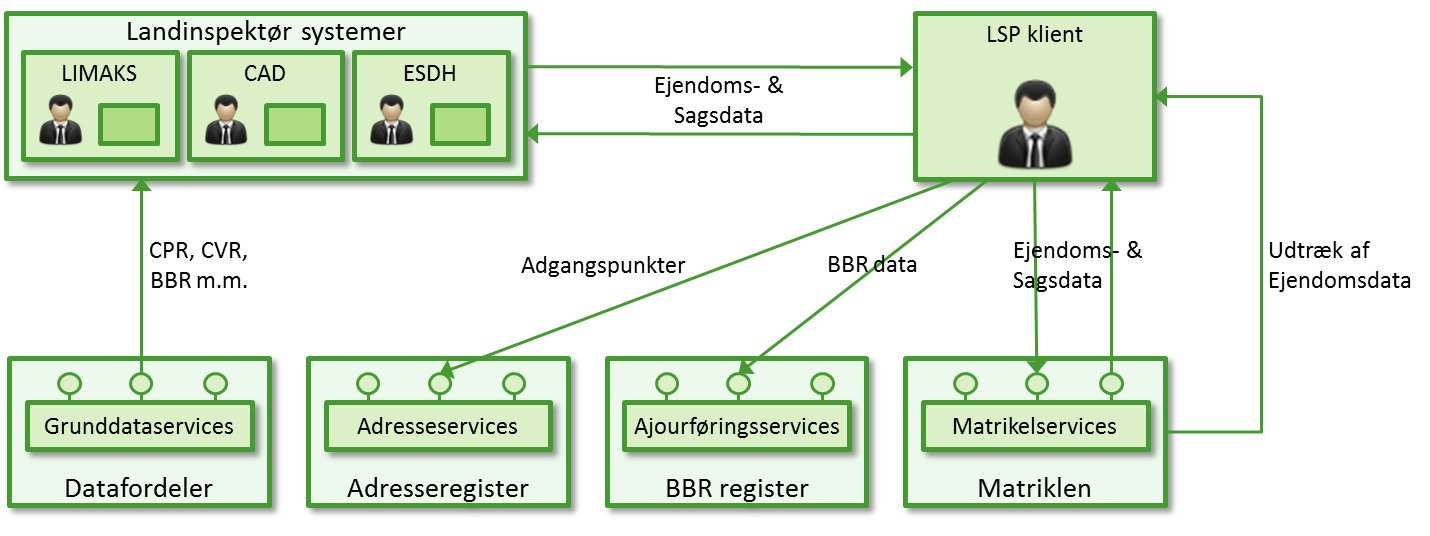 Landinspektør systemer
LIMAKS
CAD
ESDH
LSP klient
Ejendoms- &
Sagsdata
CPR, CVR,
BBR m.m.
Adgangspunkter
BBR data
Ejendoms- &
Sagsdata
Udtræk af
Ejendomsdata
Grunddataservices
Datafordeler
Adresseservices
Adresseregister
Ajourføringsservices
BBR register
Matrikelservices
Matriklen